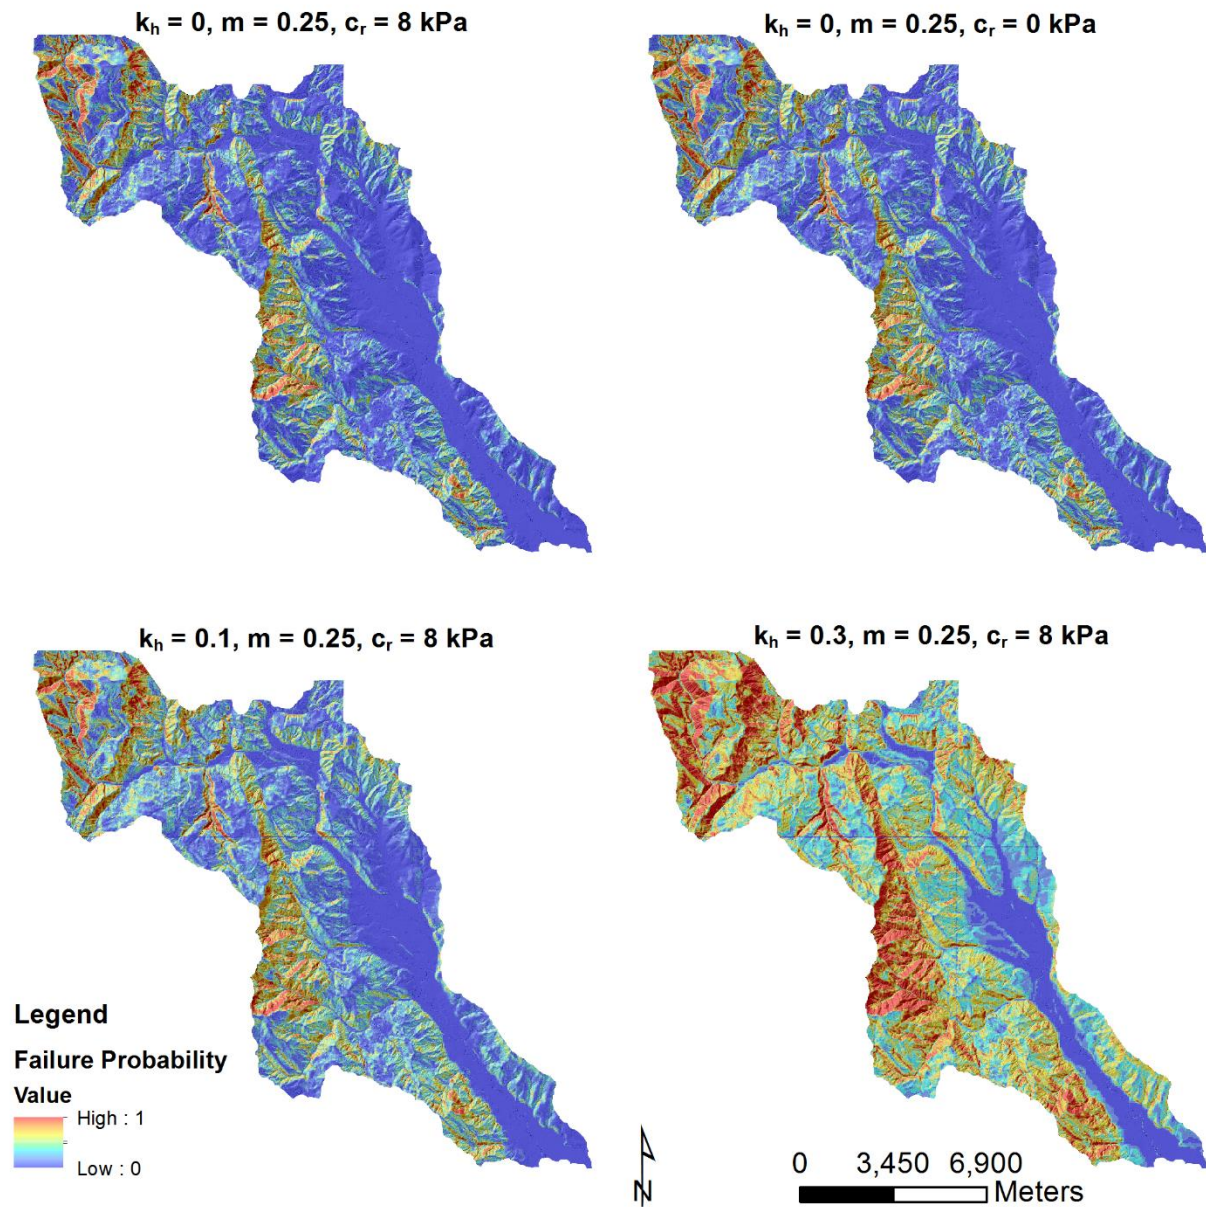 kₕ = 0, m = 0.25, cᵣ = 8 kPa
kₕ = 0, m = 0.25, cᵣ = 0 kPa
kₕ = 0.1, m = 0.25, cᵣ = 8 kPa
kₕ = 0.3, m = 0.25, cᵣ = 8 kPa
Legend
Failure Probability
Value
High : 1
Low : 0
N
0 3,450 6,900
Meters